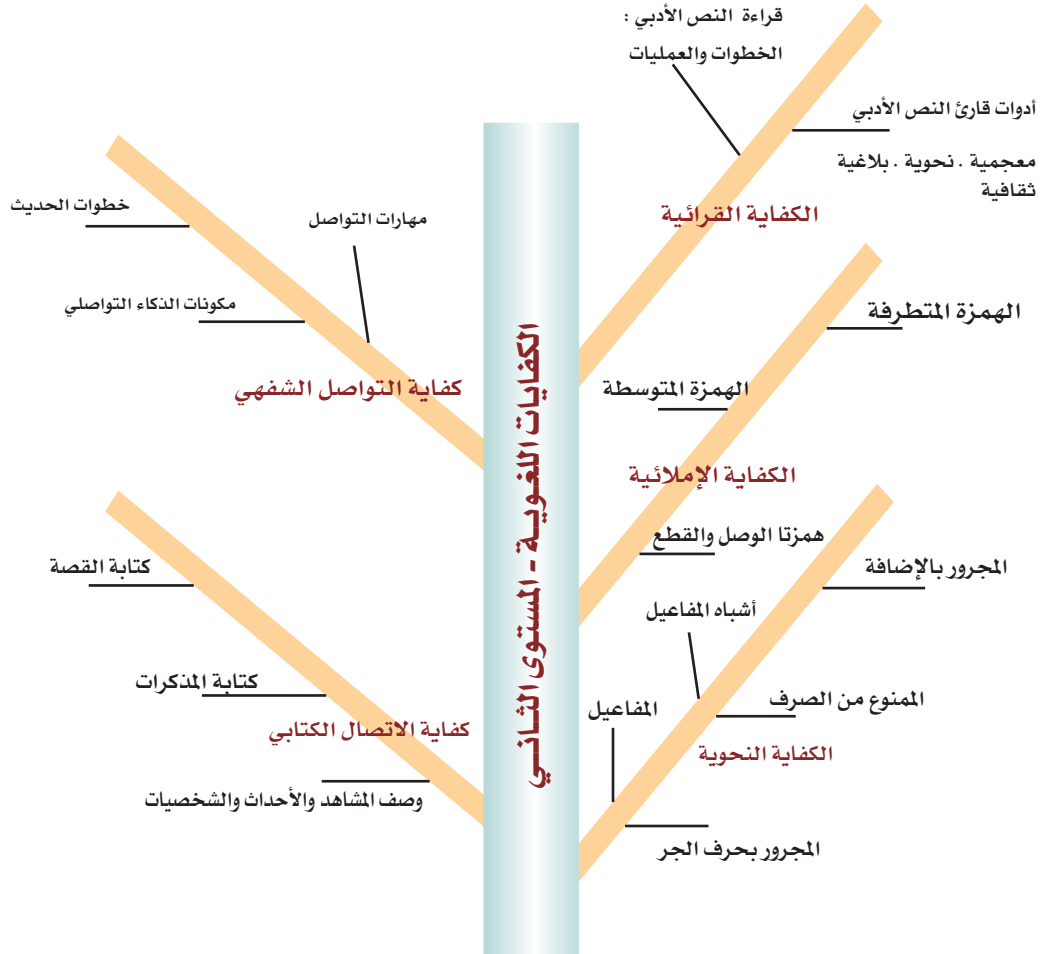 قراءة النص الأدبي :
الخطوات والعمليات
أدوات قارئ النص الأدبي
معجمية . نحوية . بلاغية
ثقافية
الكفاية القرائية
الهمزة المتطرفة
الهمزة المتوسطة
الكفاية الإملائية
همزتا الوصل والقطع
المجرور بالإضافة
أشباه المفاعيل
الممنوع من الصرف
المفاعيل
الكفاية النحوية
المجرور بحرف الجر
الكفايات اللغوية - المستوى الثاني
خطوات الحديث
مهارات التواصل
مكونات الذكاء التواصلي
كفاية التواصل الشفهي
كتابة القصة
كتابة المذكرات
كفاية الاتصال الكتابي
وصف المشاهد والأحداث والشخصيات